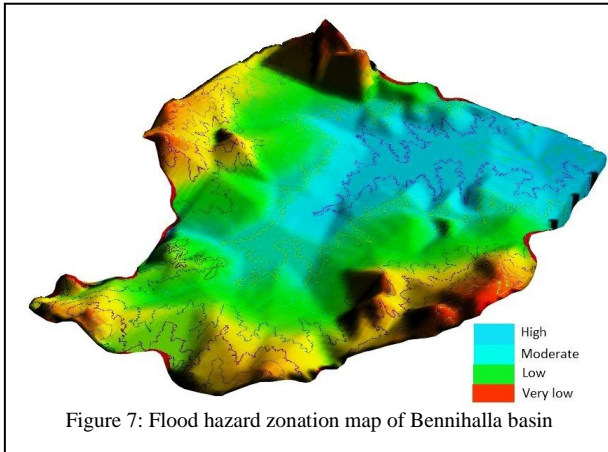 High
Moderate
Low
Very low
Figure 7: Flood hazard zonation map of Bennihalla basin